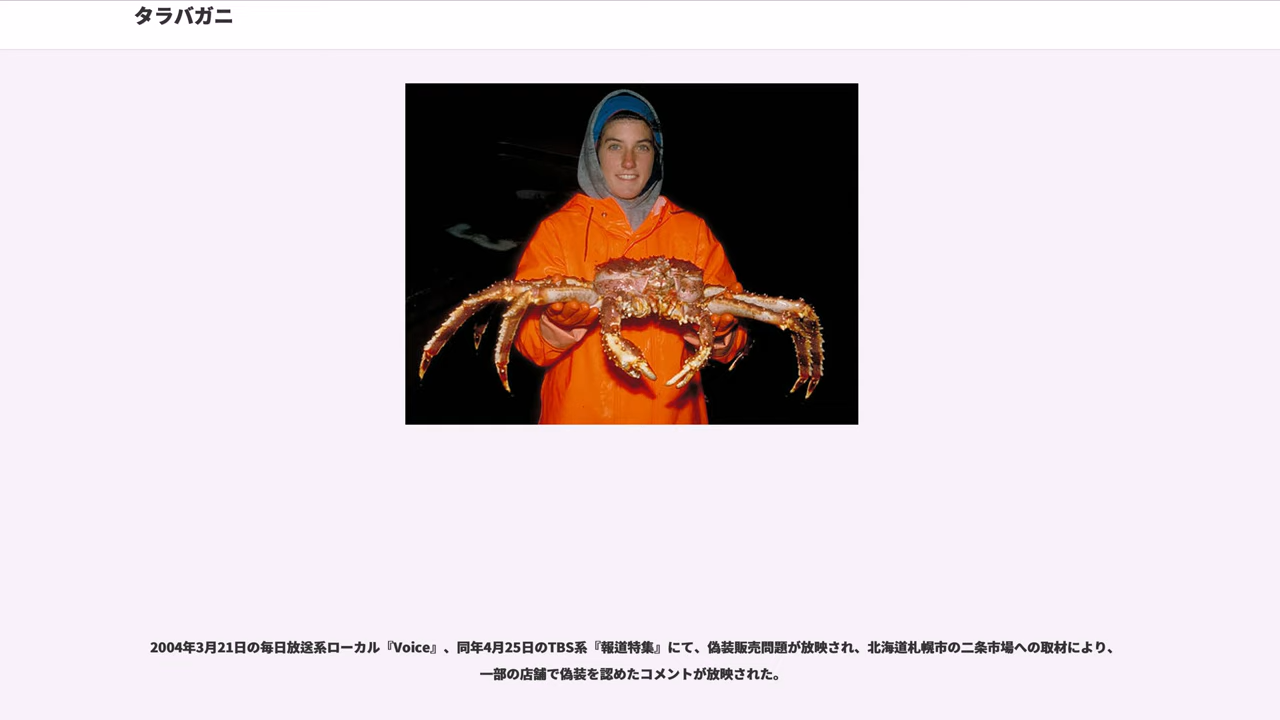 タラバガニ
2004年3月21日の毎日放送系ローカル『Voice』、同年4月25日のTBS系『報道特集』にて、偽装販売問題が放映され、北海道札幌市の二条市場への取材により、
一部の店舗で偽装を認めたコメントが放映された。